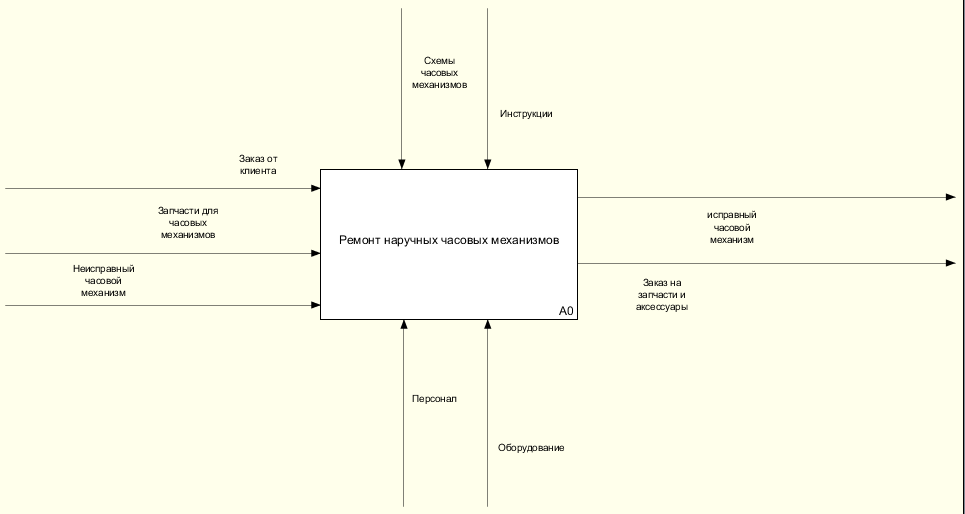 Схемы
часовых
механизмов
Инструкции
Заказ от
клиента
Запчасти для
часовых
механизмов
Неисправный
часовой
механизм
Ремонт наручных часовых механизмов
A0
исправный
часовой
механизм
Заказ на
запчасти и
аксессуары
Персонал
Оборудование